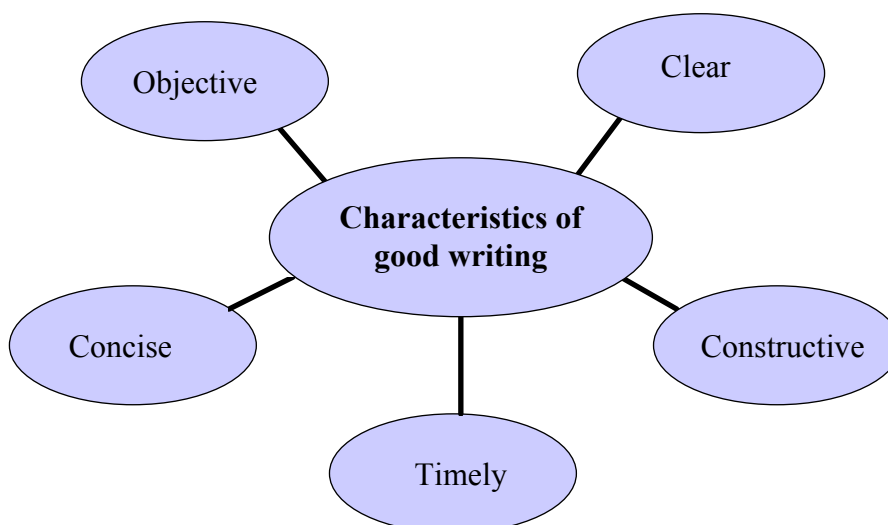 Objective
Clear
Characteristics of
good writing
Concise
Constructive
Timely